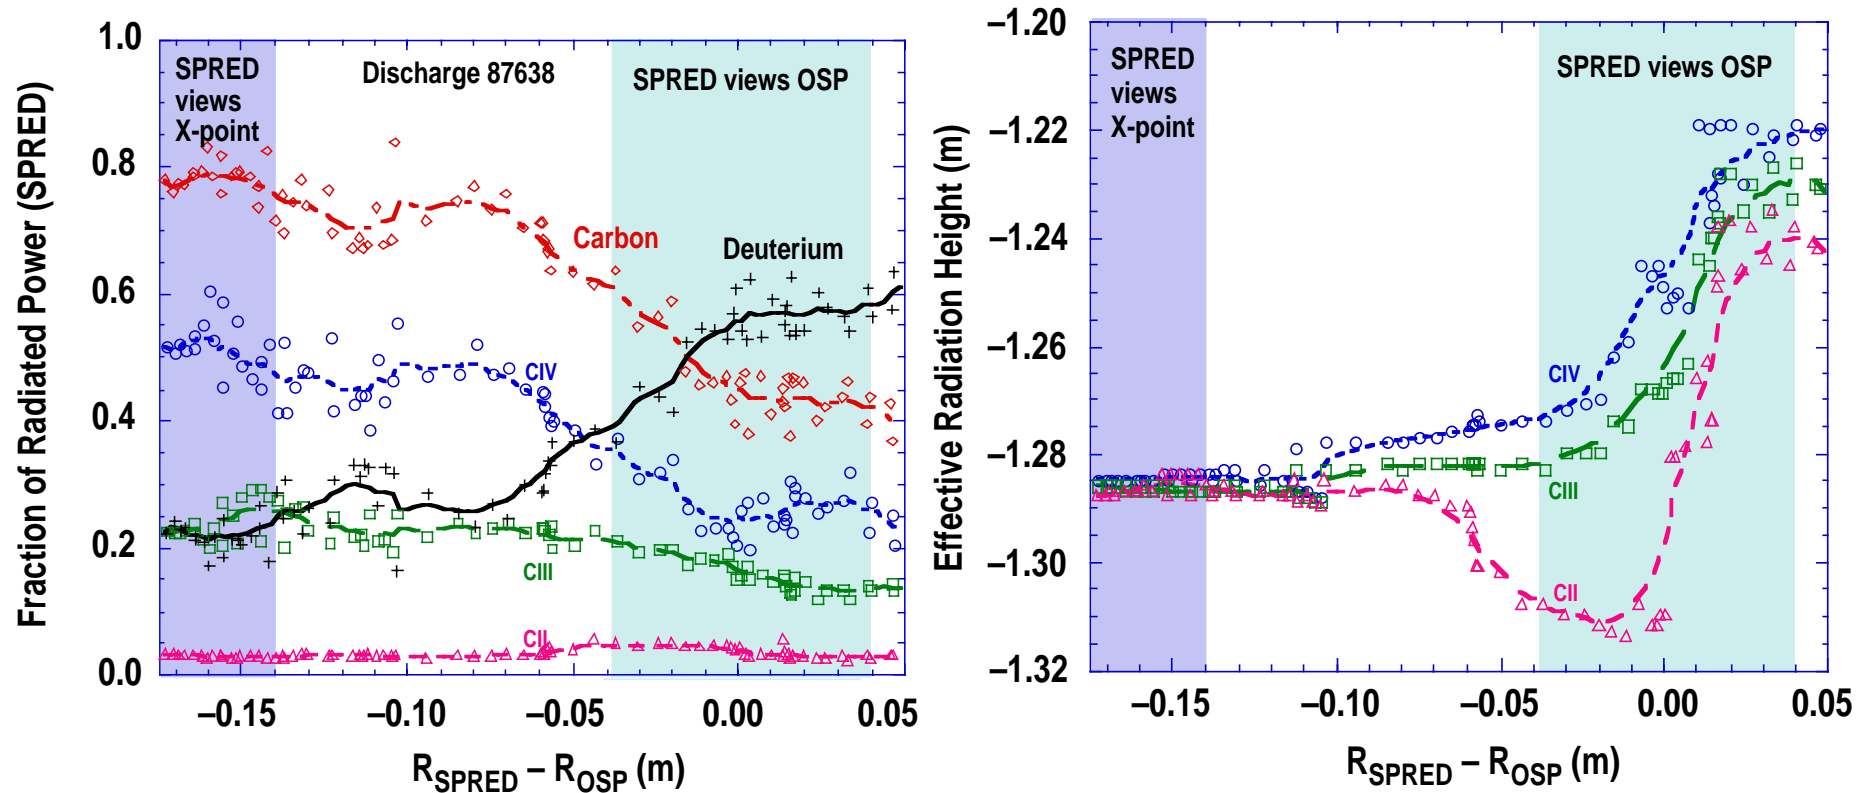 Fraction of Radiated Power (SPRED)
1.0
0.8
0.6
0.4
0.2
0.0
SPRED
views
X-point
Discharge 87638
SPRED views OSP
Carbon
Deuterium
CIV
CIII
CII
–0.15
–0.10
–0.05
0.00
0.05
RSPRED – ROSP (m)
Effective Radiation Height (m)
–1.20
–1.22
–1.24
–1.26
–1.28
–1.30
–1.32
SPRED
views
X-point
SPRED views OSP
CIV
CIII
CII
–0.15
–0.10
–0.05
0.00
0.05
RSPRED – ROSP (m)